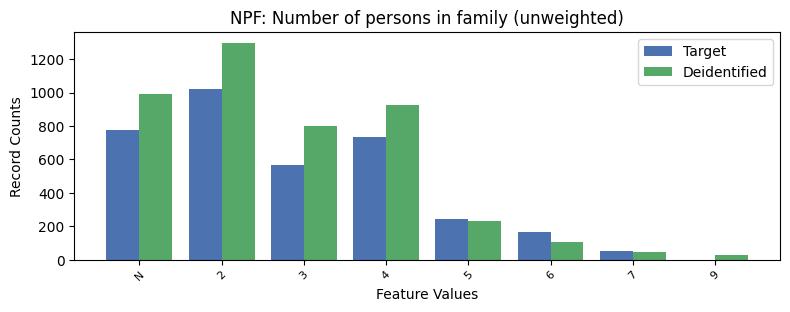 NPF: Number of persons in family (unweighted)
Target
Deidentified
Record Counts
1200
1000
800
600
400
200
0
N 2 3 4 5 6 7 9
Feature Values